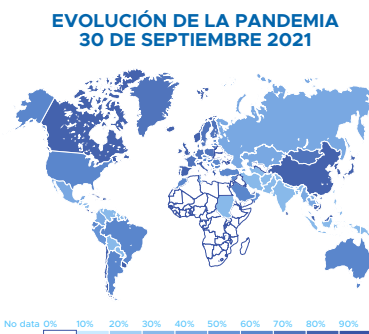 EVOLUCIÓN DE LA PANDEMIA
30 DE SEPTIEMBRE 2021
No data 0% 10% 20% 30% 40% 50% 60% 70% 80% 90%